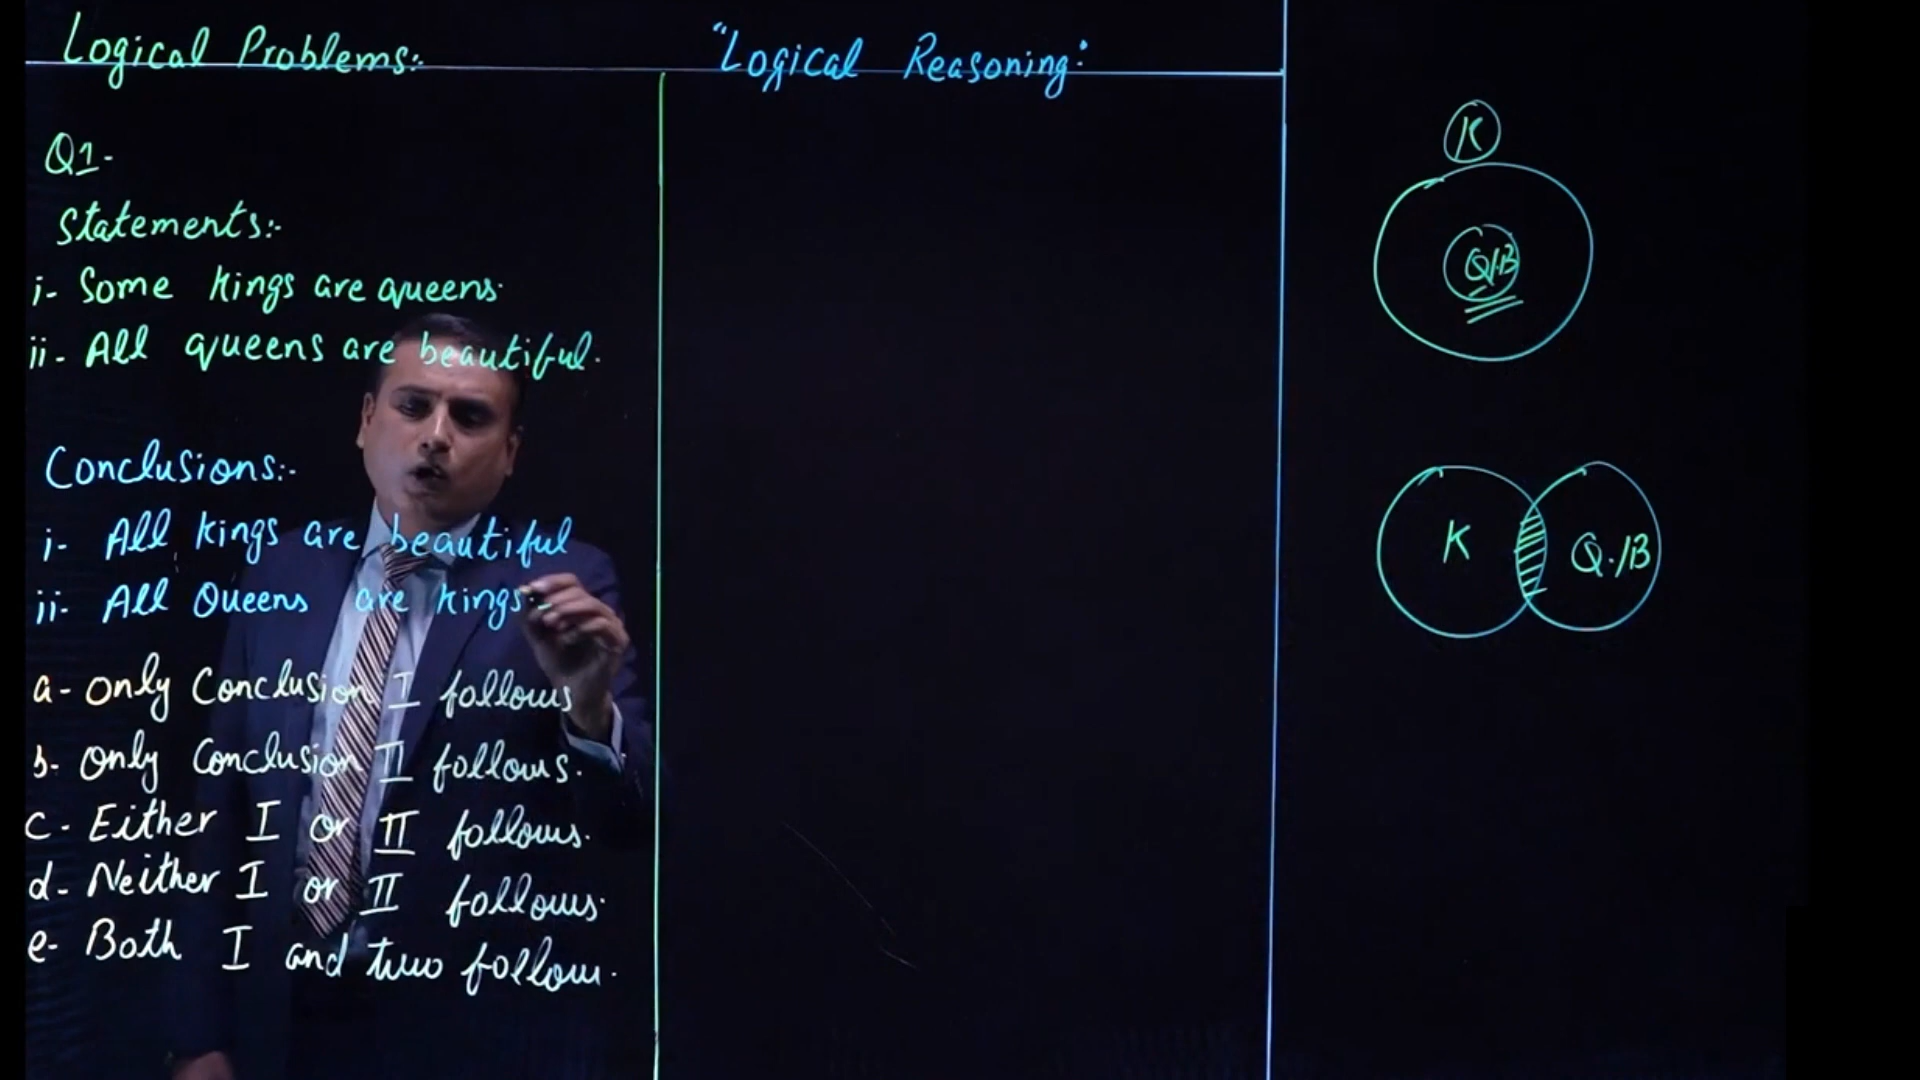 Logical Problems:-
"Logical Reasoning:"
Q1-
Statements:-
i- Some kings are queens.
ii- All queens are beautiful.
Conclusions:-
i- All kings are beautiful
ii- All Queens are kings.
a- only Conclusion I follows
b- only Conclusion II follows.
c- Either I or II follows.
d- Neither I or II follows.
e- Both I and two follow.
K
Q/B
K
Q./B